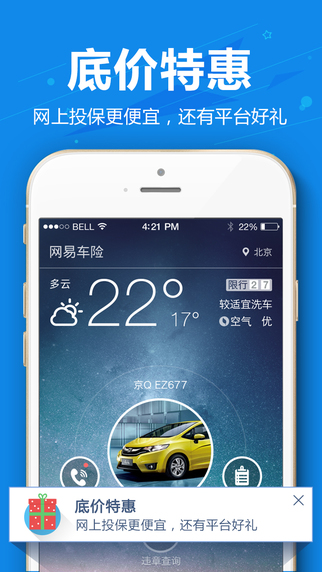 底价特惠
网上投保更便宜，还有平台好礼
BELL 4:21 PM 22%
网易车险 北京
多云 22° 17° 限行 2 7
较适宜洗车
空气 优
京Q EZ677
底价特惠
网上投保更便宜，还有平台好礼
违章查询